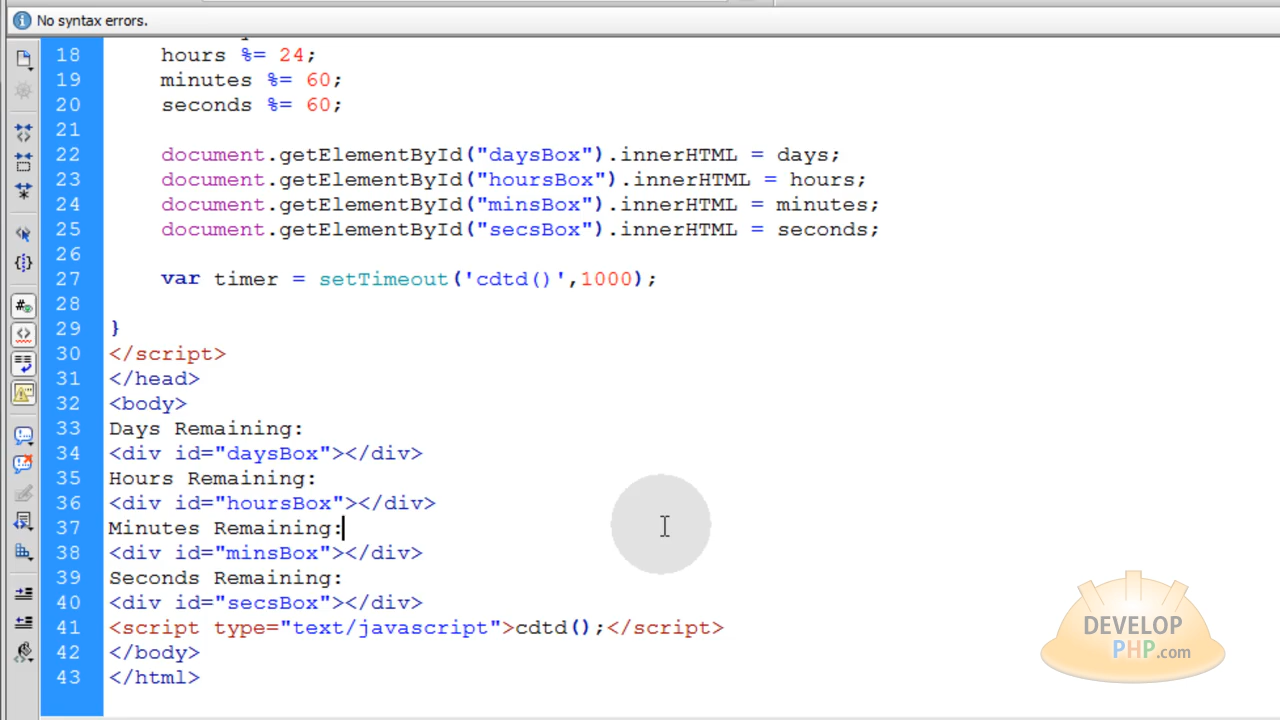 No syntax errors.
18 hours %= 24;
19 minutes %= 60;
20 seconds %= 60;
21
22 document.getElementById("daysBox").innerHTML = days;
23 document.getElementById("hoursBox").innerHTML = hours;
24 document.getElementById("minsBox").innerHTML = minutes;
25 document.getElementById("secsBox").innerHTML = seconds;
26
27 var timer = setTimeout('cdtd()',1000);
28
29 }
30 </script>
31 </head>
32 <body>
33 Days Remaining:
34 <div id="daysBox"></div>
35 Hours Remaining:
36 <div id="hoursBox"></div>
37 Minutes Remaining:
38 <div id="minsBox"></div>
39 Seconds Remaining:
40 <div id="secsBox"></div>
41 <script type="text/javascript">cdtd();</script>
42 </body>
43 </html>
DEVELOP
PHP.com